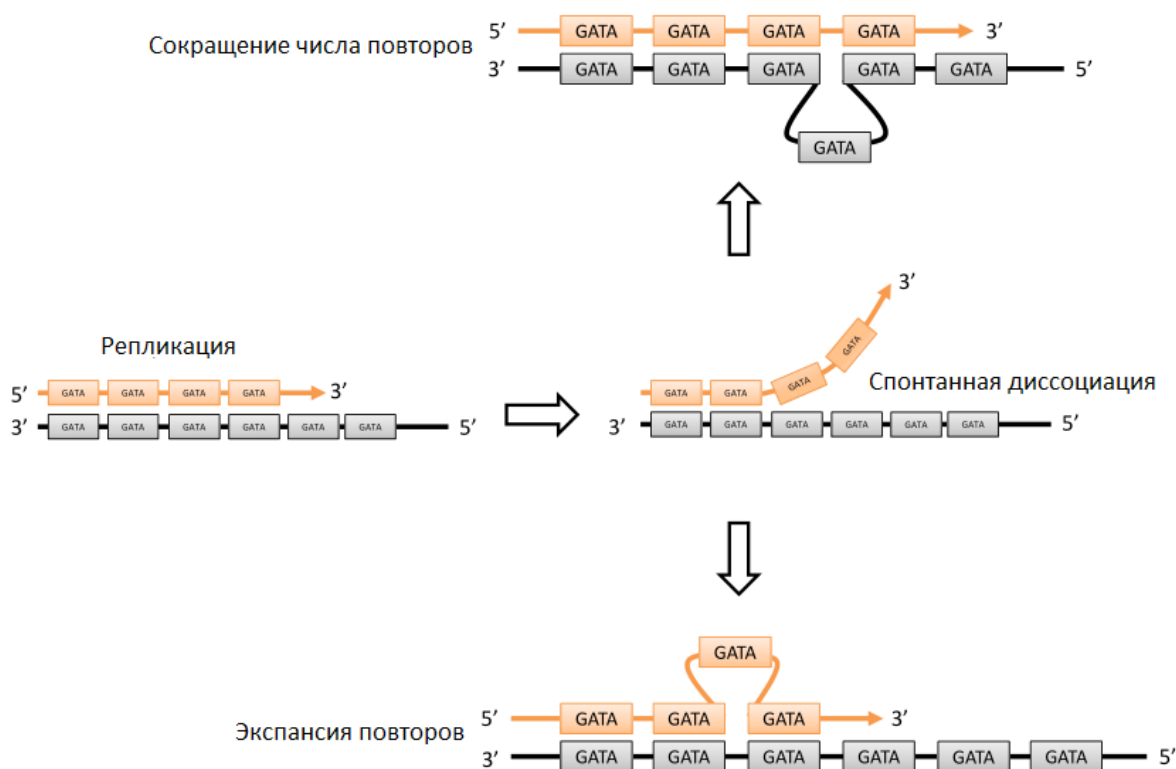 Сокращение числа повторов
5’ GATA GATA GATA GATA 3’
3’ GATA GATA GATA GATA GATA 5’
GATA
Репликация
5’ GATA GATA GATA GATA 3’
3’ GATA GATA GATA GATA GATA GATA 5’
3’
GATA
GATA
Спонтанная диссоциация
GATA GATA
3’ GATA GATA GATA GATA GATA GATA 5’
GATA
5’ GATA GATA GATA 3’
Экспансия повторов
3’ GATA GATA GATA GATA GATA GATA 5’